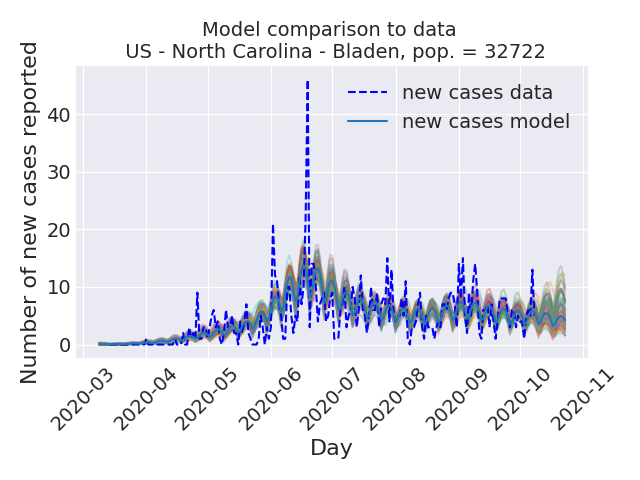 Model comparison to data
US - North Carolina - Bladen, pop. = 32722
Number of new cases reported
40
30
20
10
0
new cases data
new cases model
2020-03
2020-04
2020-05
2020-06
2020-07
2020-08
2020-09
2020-10
2020-11
Day